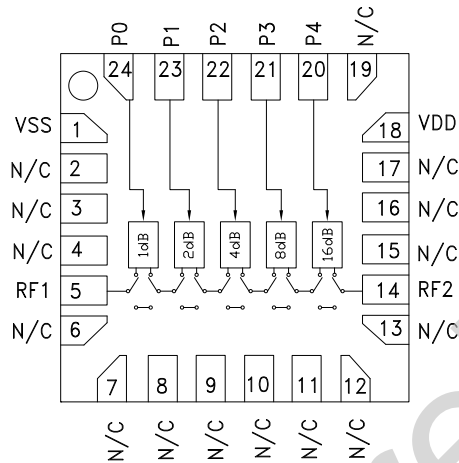 P0 P1 P2 P3 P4 N/C
24 23 22 21 20 19
VSS 1 18 VDD
N/C 2 17 N/C
N/C 3 16 N/C
N/C 4 15 N/C
1dB 2dB 4dB 8dB 16dB
RF1 5 14 RF2
N/C 6 13 N/C
7 8 9 10 11 12
N/C N/C N/C N/C N/C N/C